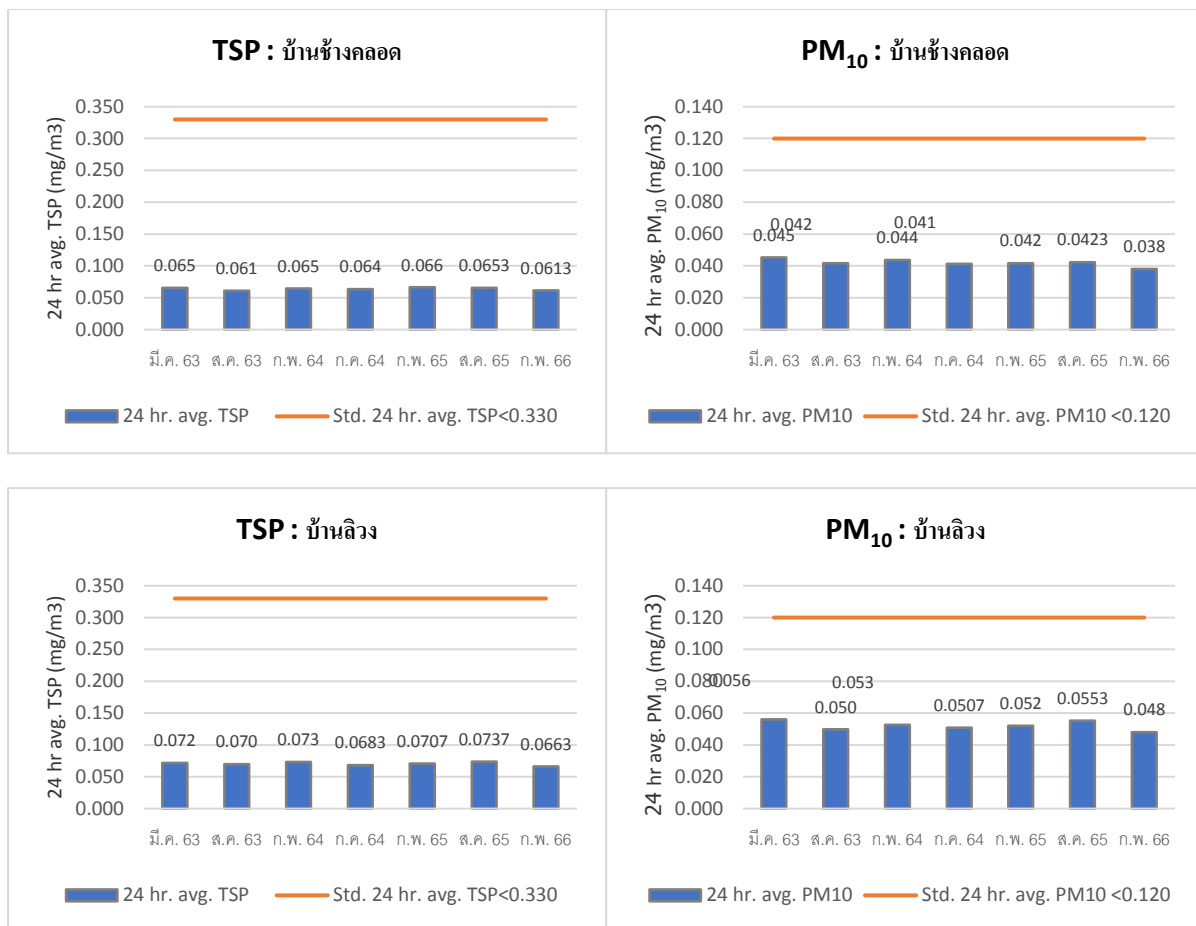 TSP : บ้านช้างคลอด
24 hr avg. TSP (mg/m3)
0.350
0.300
0.250
0.200
0.150
0.100
0.050
0.000
0.065 0.061 0.065 0.064 0.066 0.0653 0.0613
มี.ค. 63 ส.ค. 63 ก.พ. 64 ก.ค. 64 ก.พ. 65 ส.ค. 65 ก.พ. 66
24 hr. avg. TSP Std. 24 hr. avg. TSP<0.330
PM10 : บ้านช้างคลอด
24 hr avg. PM10 (mg/m3)
0.140
0.120
0.100
0.080
0.060
0.040
0.020
0.000
0.045 0.042 0.044 0.041 0.042 0.0423 0.038
มี.ค. 63 ส.ค. 63 ก.พ. 64 ก.ค. 64 ก.พ. 65 ส.ค. 65 ก.พ. 66
24 hr. avg. PM10 Std. 24 hr. avg. PM10 <0.120
TSP : บ้านลิวง
24 hr avg. TSP (mg/m3)
0.350
0.300
0.250
0.200
0.150
0.100
0.050
0.000
0.072 0.070 0.073 0.0683 0.0707 0.0737 0.0663
มี.ค. 63 ส.ค. 63 ก.พ. 64 ก.ค. 64 ก.พ. 65 ส.ค. 65 ก.พ. 66
24 hr. avg. TSP Std. 24 hr. avg. TSP<0.330
PM10 : บ้านลิวง
24 hr avg. PM10 (mg/m3)
0.140
0.120
0.100
0.080
0.060
0.040
0.020
0.000
0.056 0.050 0.053 0.0507 0.052 0.0553 0.048
มี.ค. 63 ส.ค. 63 ก.พ. 64 ก.ค. 64 ก.พ. 65 ส.ค. 65 ก.พ. 66
24 hr. avg. PM10 Std. 24 hr. avg. PM10 <0.120